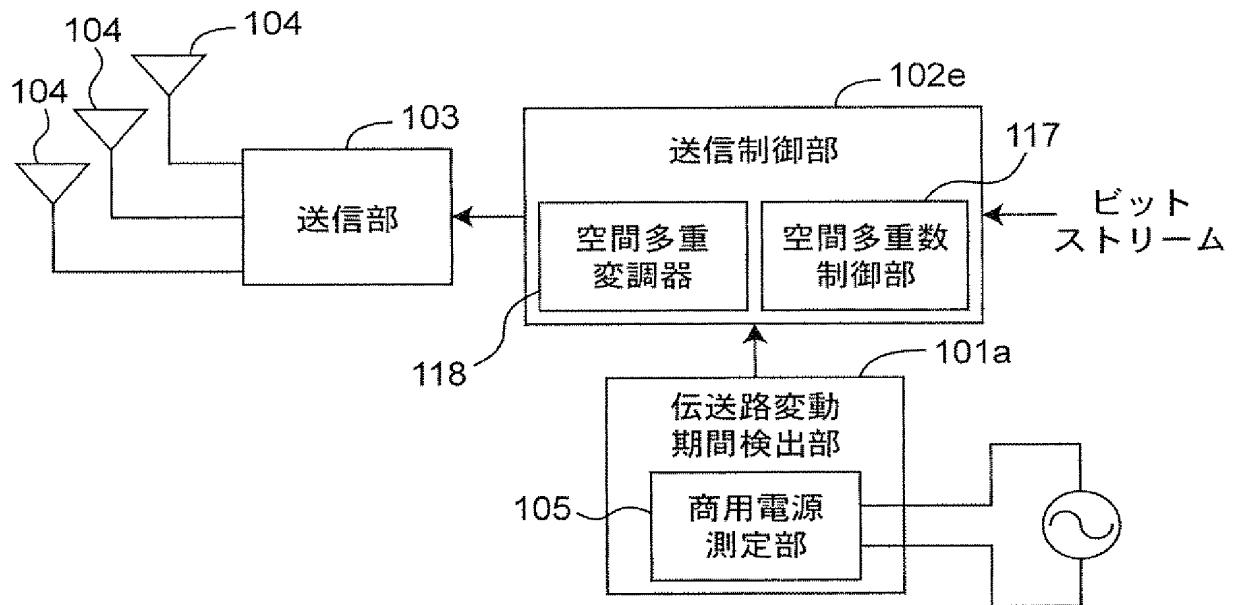 104
104
104
103
送信部
102e
送信制御部
117
空間多重
変調器
空間多重数
制御部
118
ビット
ストリーム
101a
伝送路変動
期間検出部
105
商用電源
測定部